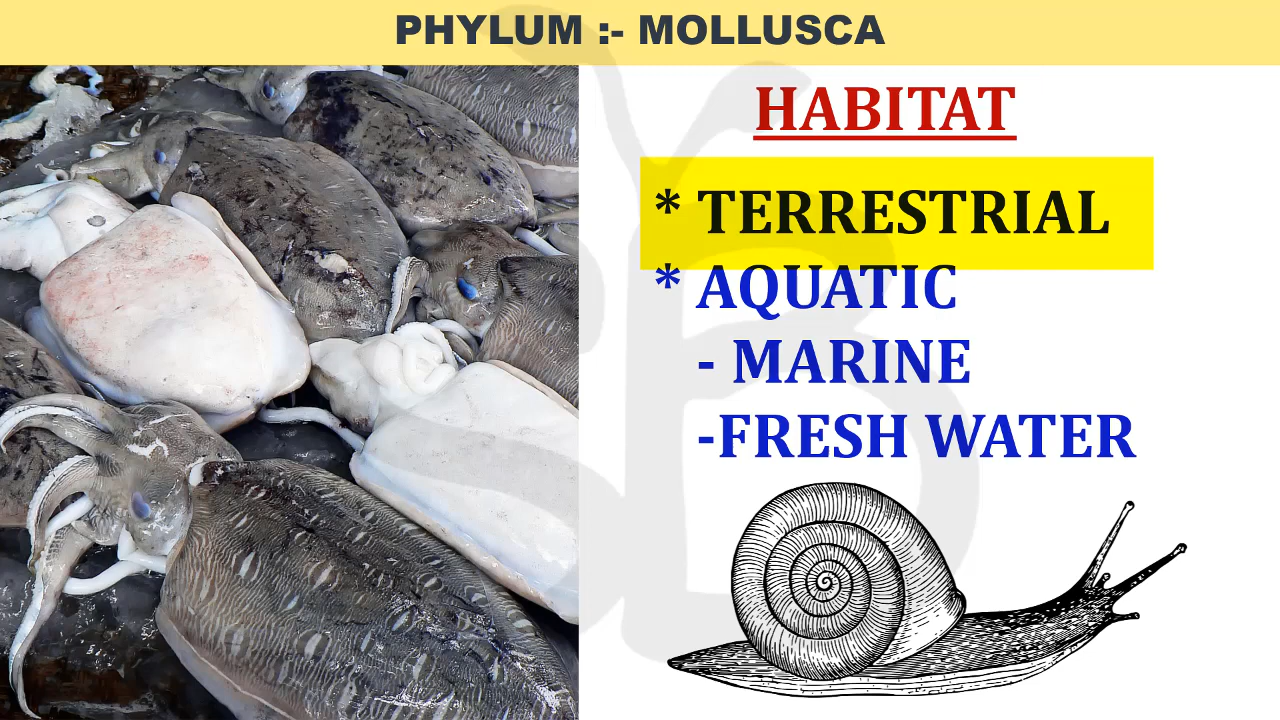 PHYLUM :- MOLLUSCA
HABITAT
* TERRESTRIAL
* AQUATIC
- MARINE
-FRESH WATER